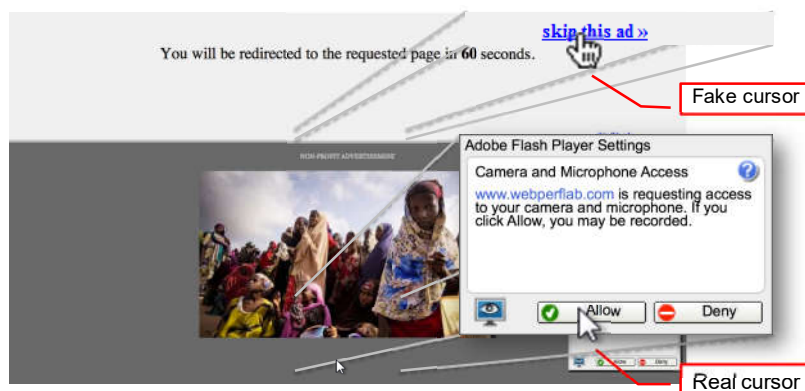 skip this ad »
You will be redirected to the requested page in 60 seconds.
Fake cursor
NON-PROFIT ADVERTISEMENT
Adobe Flash Player Settings
Camera and Microphone Access
www.webperflab.com is requesting access
to your camera and microphone. If you
click Allow, you may be recorded.
Allow
Deny
Allow
Deny
Real cursor